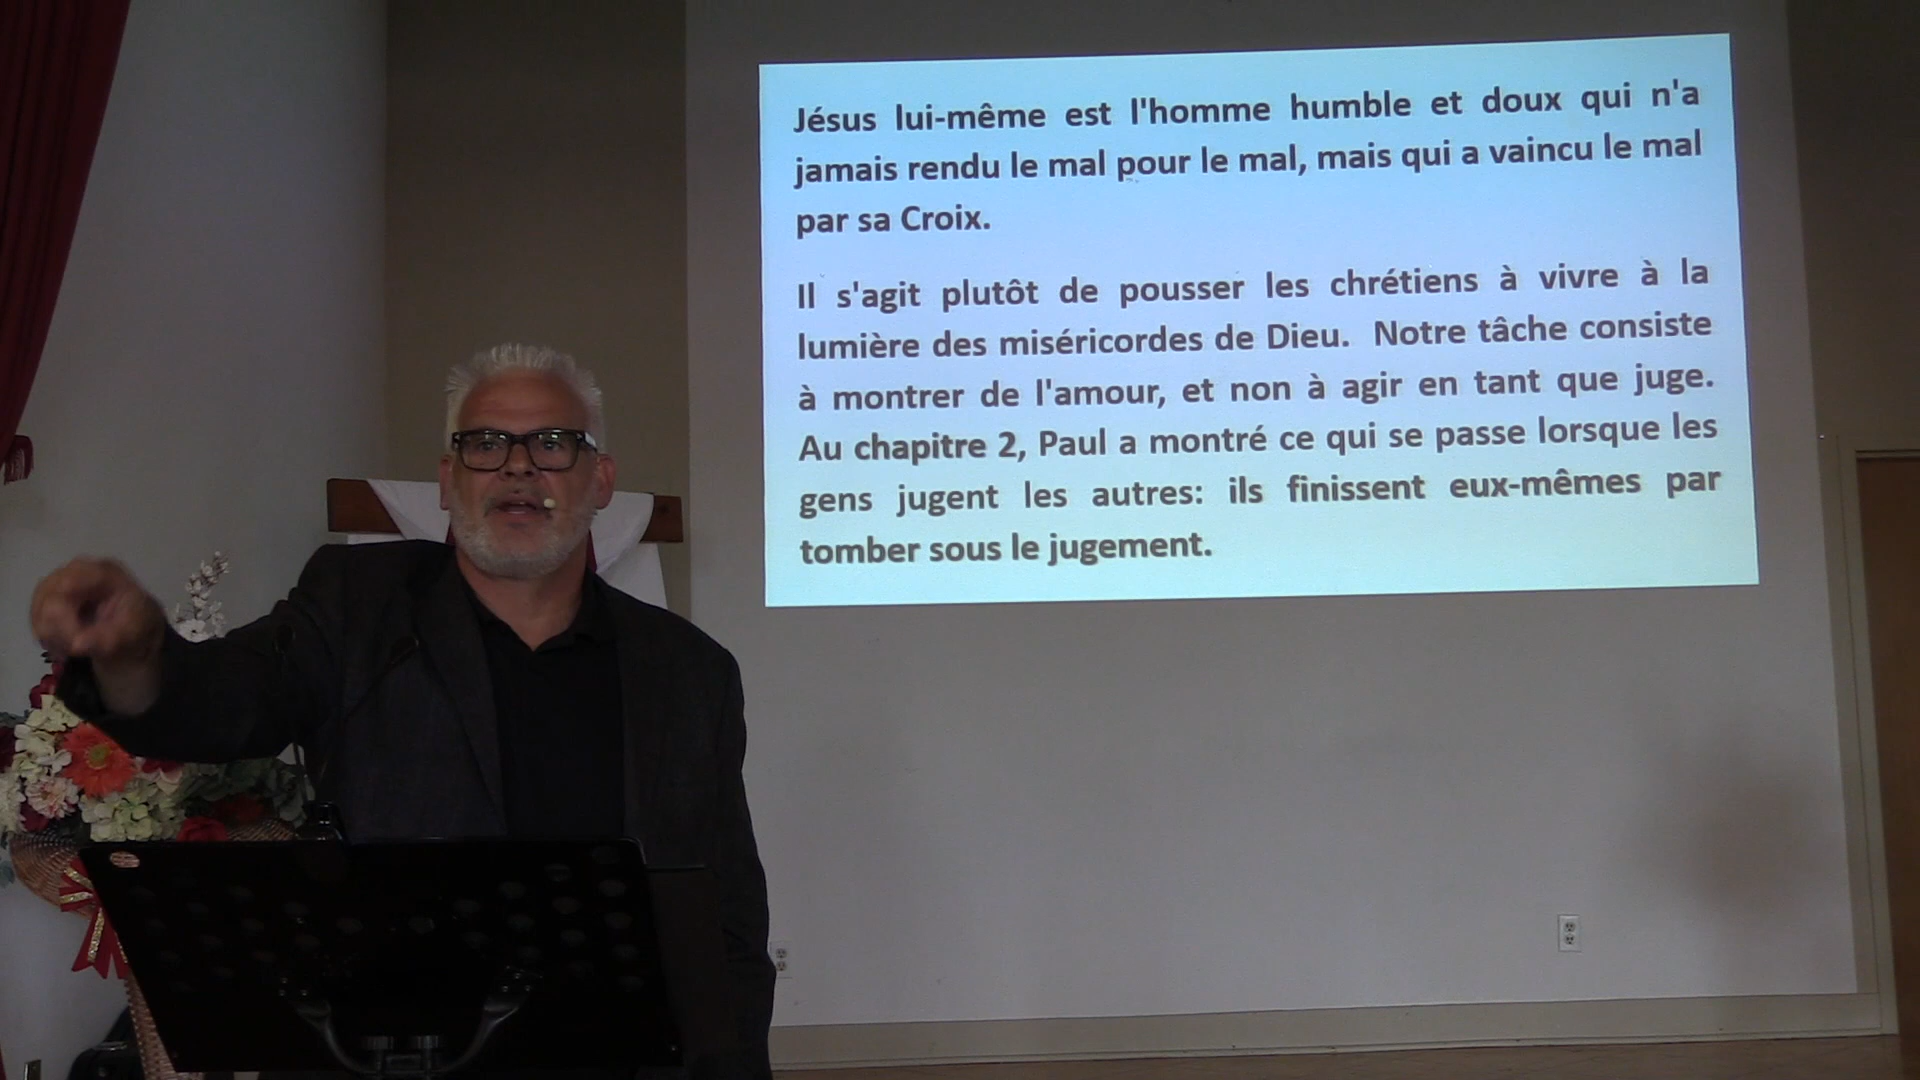 Jésus lui-même est l'homme humble et doux qui n'a
jamais rendu le mal pour le mal, mais qui a vaincu le mal
par sa Croix.
Il s'agit plutôt de pousser les chrétiens à vivre à la
lumière des miséricordes de Dieu. Notre tâche consiste
à montrer de l'amour, et non à agir en tant que juge.
Au chapitre 2, Paul a montré ce qui se passe lorsque les
gens jugent les autres: ils finissent eux-mêmes par
tomber sous le jugement.